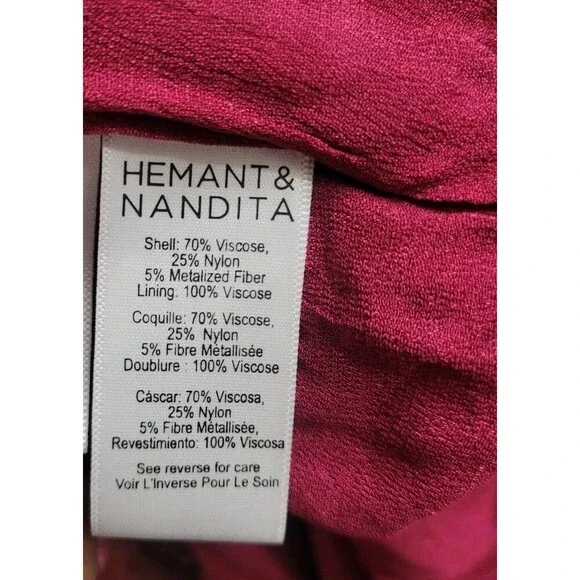 HEMANT &
NANDITA
Shell: 70% Viscose,
25% Nylon
5% Metalized Fiber
Lining: 100% Viscose
Coquille: 70% Viscose,
25% Nylon
5% Fibre Métallisée
Doublure : 100% Viscose
Cáscar: 70% Viscosa,
25% Nylon
5% Fibre Métallisée,
Revestimiento: 100% Viscosa
See reverse for care
Voir L'Inverse Pour Le Soin